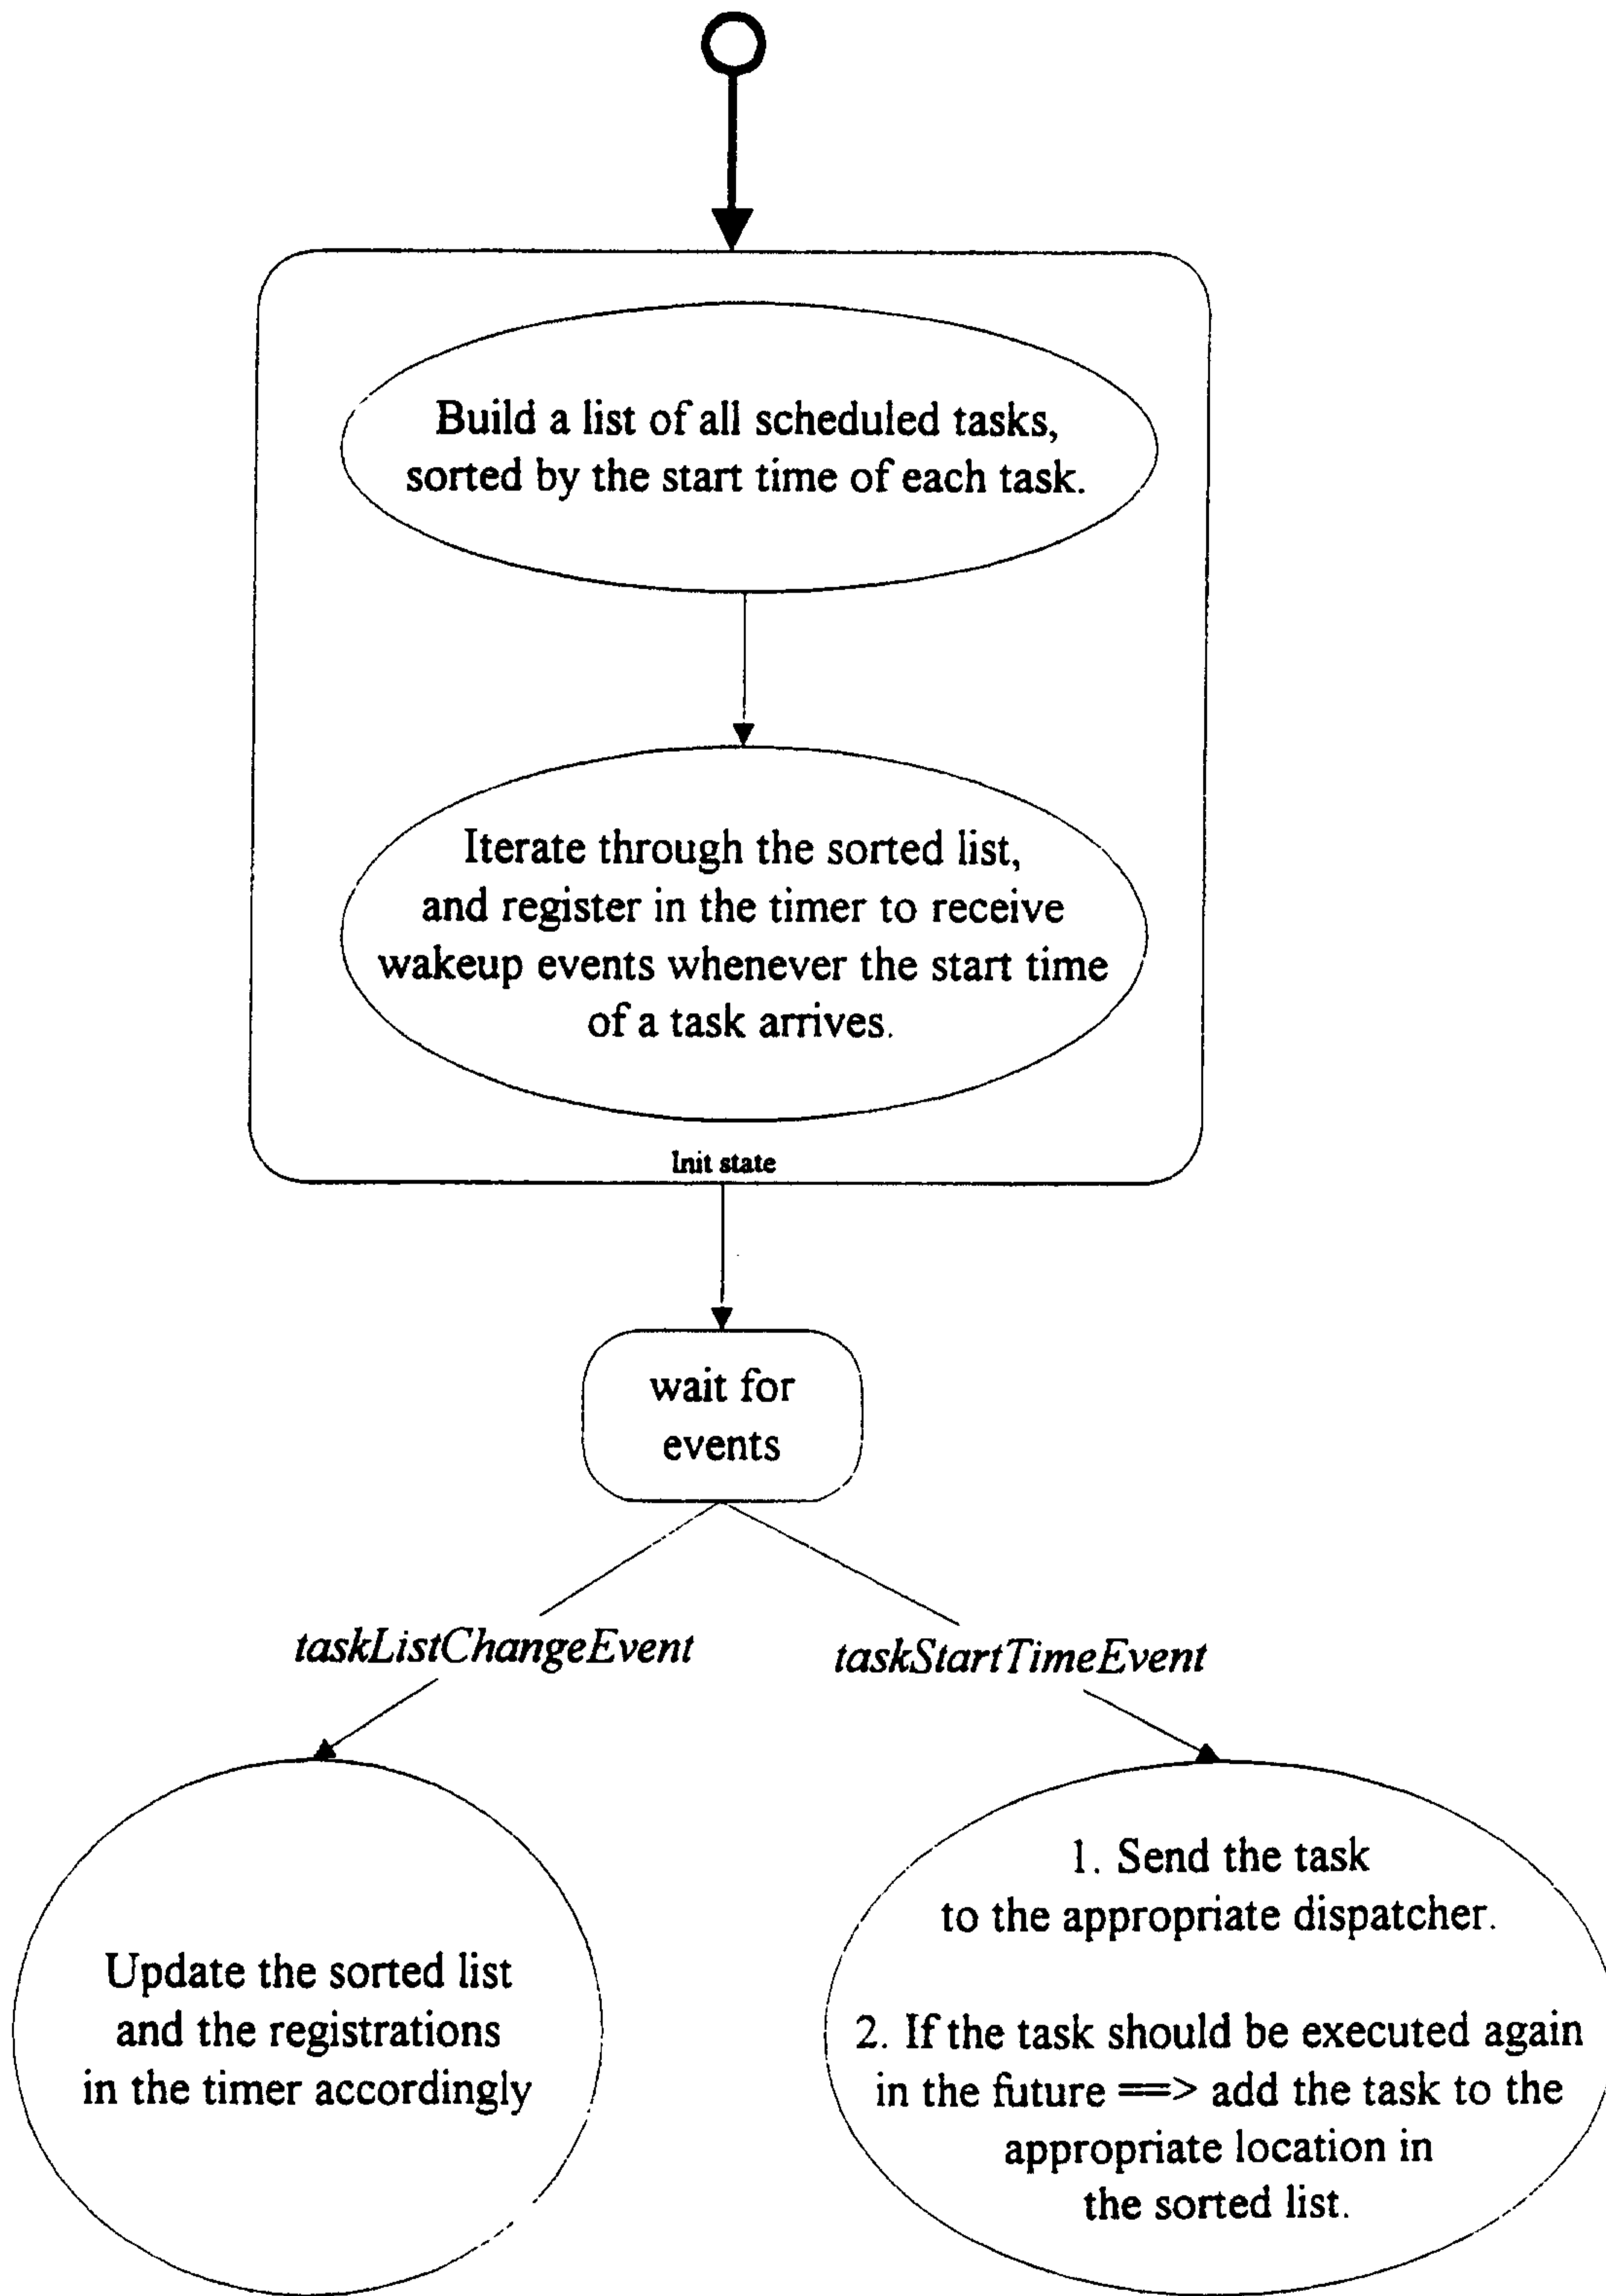 Build a list of all scheduled tasks,
sorted by the start time of each task.
Iterate through the sorted list,
and register in the timer to receive
wakeup events whenever the start time
of a task arrives.
Init state
wait for
events
taskListChangeEvent
taskStartTimeEvent
Update the sorted list
and the registrations
in the timer accordingly
1. Send the task
to the appropriate dispatcher.
2. If the task should be executed again
in the future ==> add the task to the
appropriate location in
the sorted list.